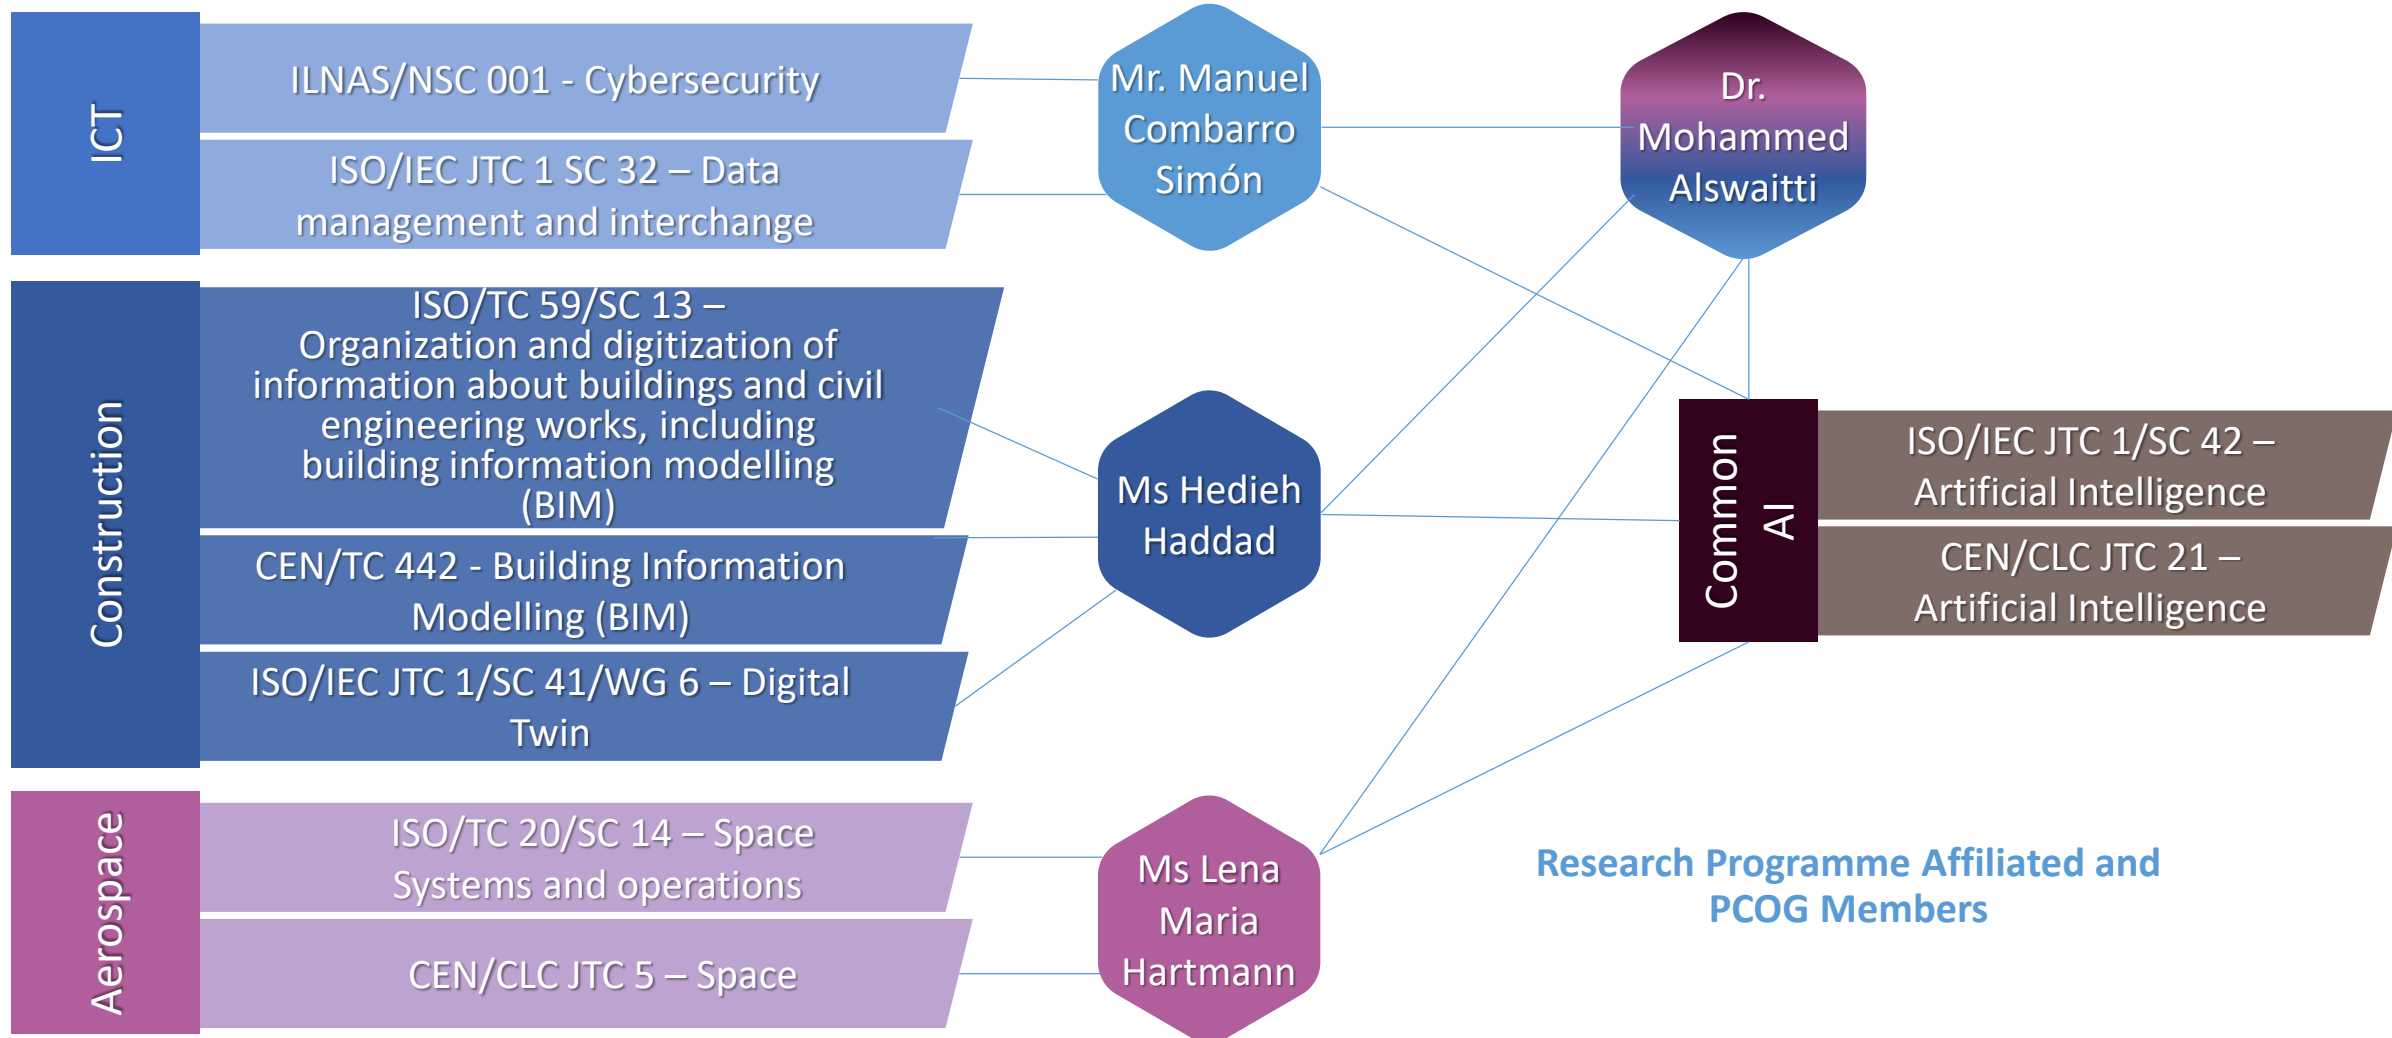 ICT
ILNAS/NSC 001 - Cybersecurity
ISO/IEC JTC 1 SC 32 – Data
management and interchange
Construction
ISO/TC 59/SC 13 –
Organization and digitization of
information about buildings and civil
engineering works, including
building information modelling
(BIM)
CEN/TC 442 - Building Information
Modelling (BIM)
ISO/IEC JTC 1/SC 41/WG 6 – Digital
Twin
Aerospace
ISO/TC 20/SC 14 – Space
Systems and operations
CEN/CLC JTC 5 – Space
Mr. Manuel
Combarro
Simón
Ms Hedieh
Haddad
Ms Lena
Maria
Hartmann
Dr.
Mohammed
Alswaitti
Common
AI
ISO/IEC JTC 1/SC 42 –
Artificial Intelligence
CEN/CLC JTC 21 –
Artificial Intelligence
Research Programme Affiliated and
PCOG Members